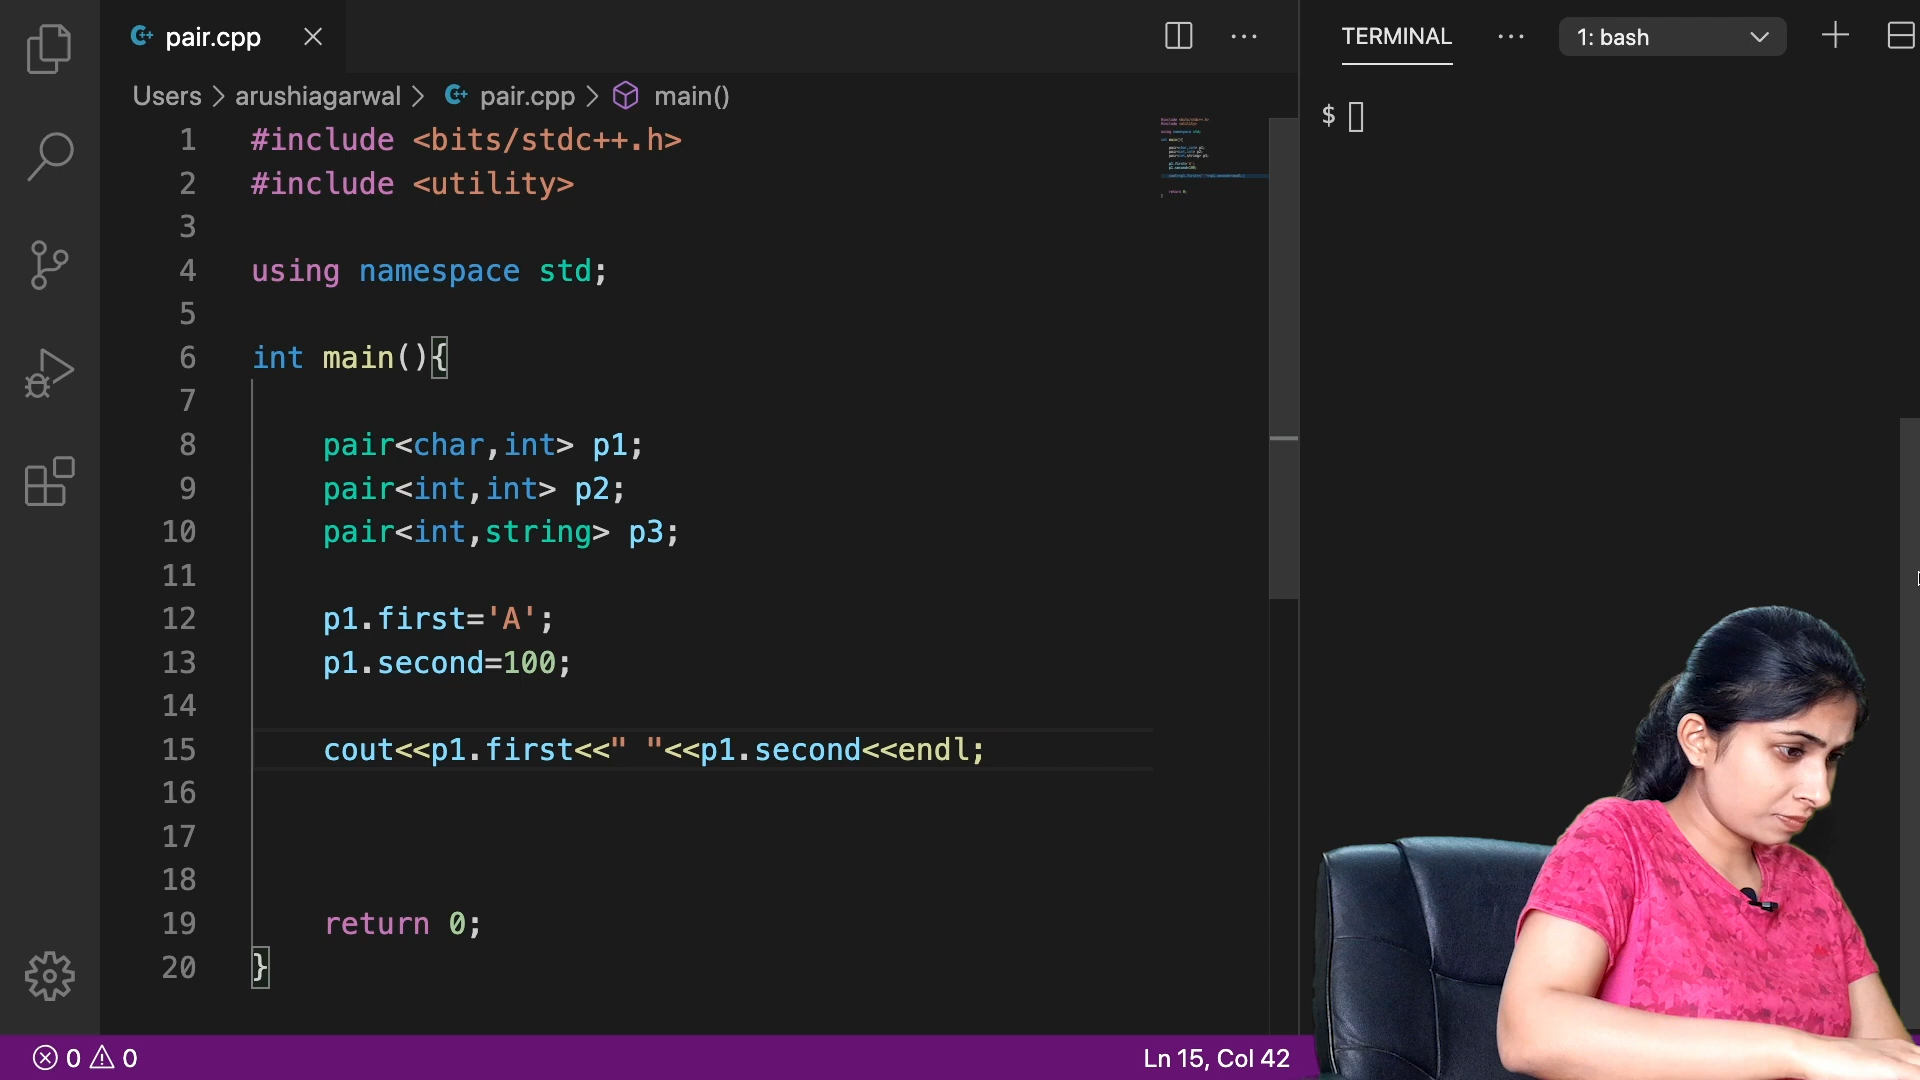 pair.cpp
TERMINAL
1: bash
Users > arushiagarwal > pair.cpp > main()
$
1 #include <bits/stdc++.h>
2 #include <utility>
3
4 using namespace std;
5
6 int main(){
7
8 pair<char,int> p1;
9 pair<int,int> p2;
10 pair<int,string> p3;
11
12 p1.first='A';
13 p1.second=100;
14
15 cout<<p1.first<<" "<<p1.second<<endl;
16
17
18
19 return 0;
20 }
0 0
Ln 15, Col 42